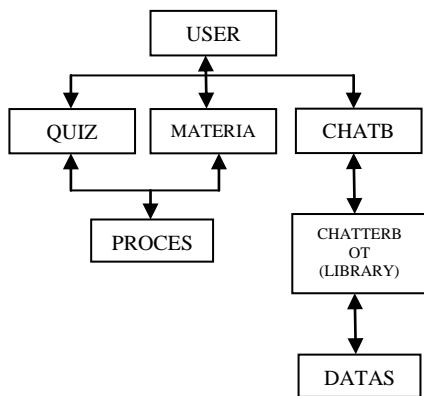 USER
QUIZ
MATERIA
CHATB
PROCES
CHATTERB
OT
(LIBRARY)
DATAS